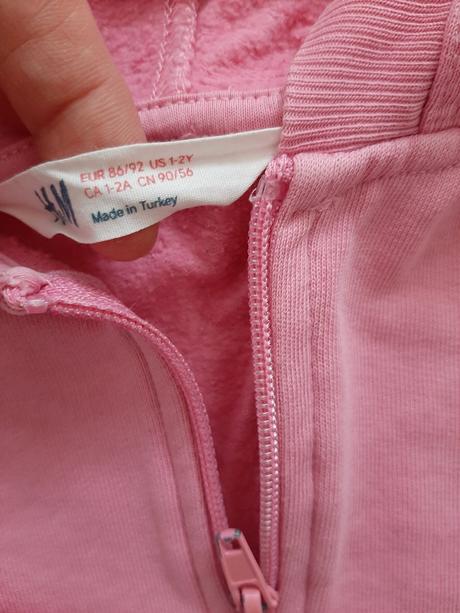 H&M
EUR 86/92 US 1-2Y
CA 1-2A CN 90/56
Made in Turkey